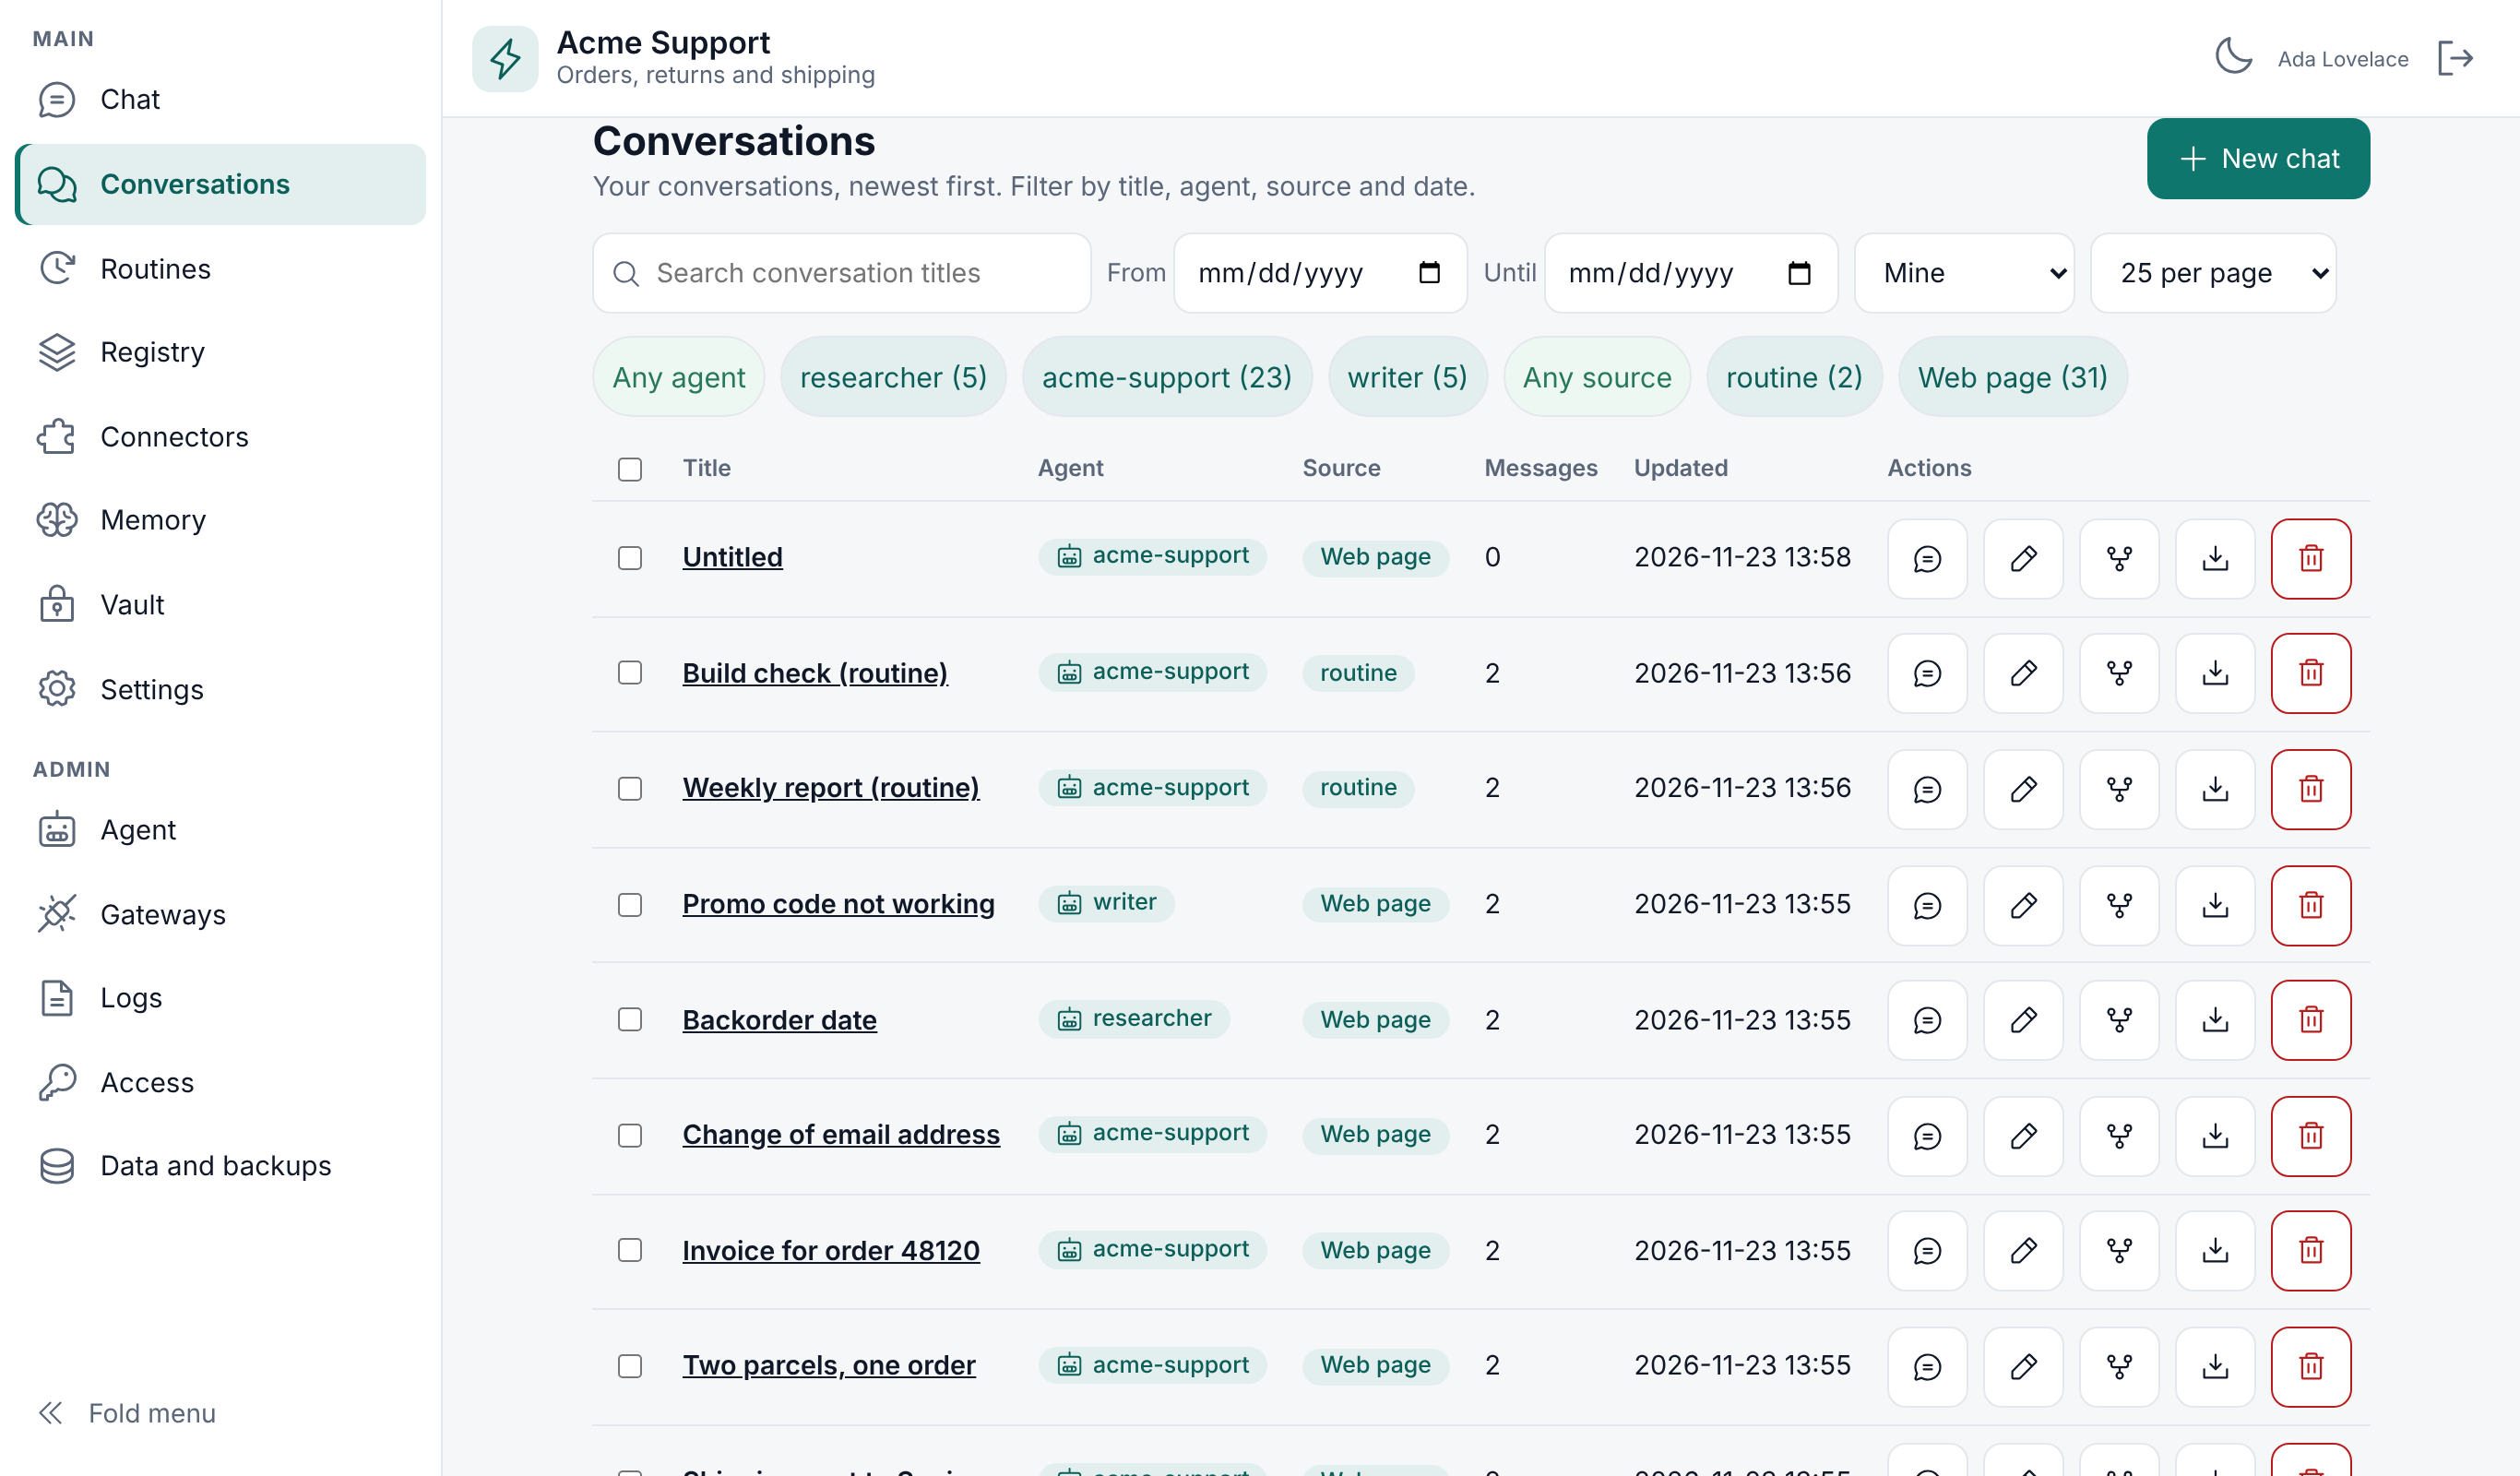 MAIN
Chat
Conversations
Routines
Registry
Connectors
Memory
Vault
Settings
ADMIN
Agent
Gateways
Logs
Access
Data and backups
Fold menu
Acme Support
Orders, returns and shipping
Ada Lovelace
Conversations
Your conversations, newest first. Filter by title, agent, source and date.
New chat
Search conversation titles From mm/dd/yyyy Until mm/dd/yyyy Mine 25 per page
Any agent researcher (5) acme-support (23) writer (5) Any source routine (2) Web page (31)
Title Agent Source Messages Updated Actions
Untitled acme-support Web page 0 2026-11-23 13:58
Build check (routine) acme-support routine 2 2026-11-23 13:56
Weekly report (routine) acme-support routine 2 2026-11-23 13:56
Promo code not working writer Web page 2 2026-11-23 13:55
Backorder date researcher Web page 2 2026-11-23 13:55
Change of email address acme-support Web page 2 2026-11-23 13:55
Invoice for order 48120 acme-support Web page 2 2026-11-23 13:55
Two parcels, one order acme-support Web page 2 2026-11-23 13:55